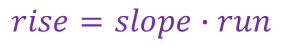 rise = slope · run